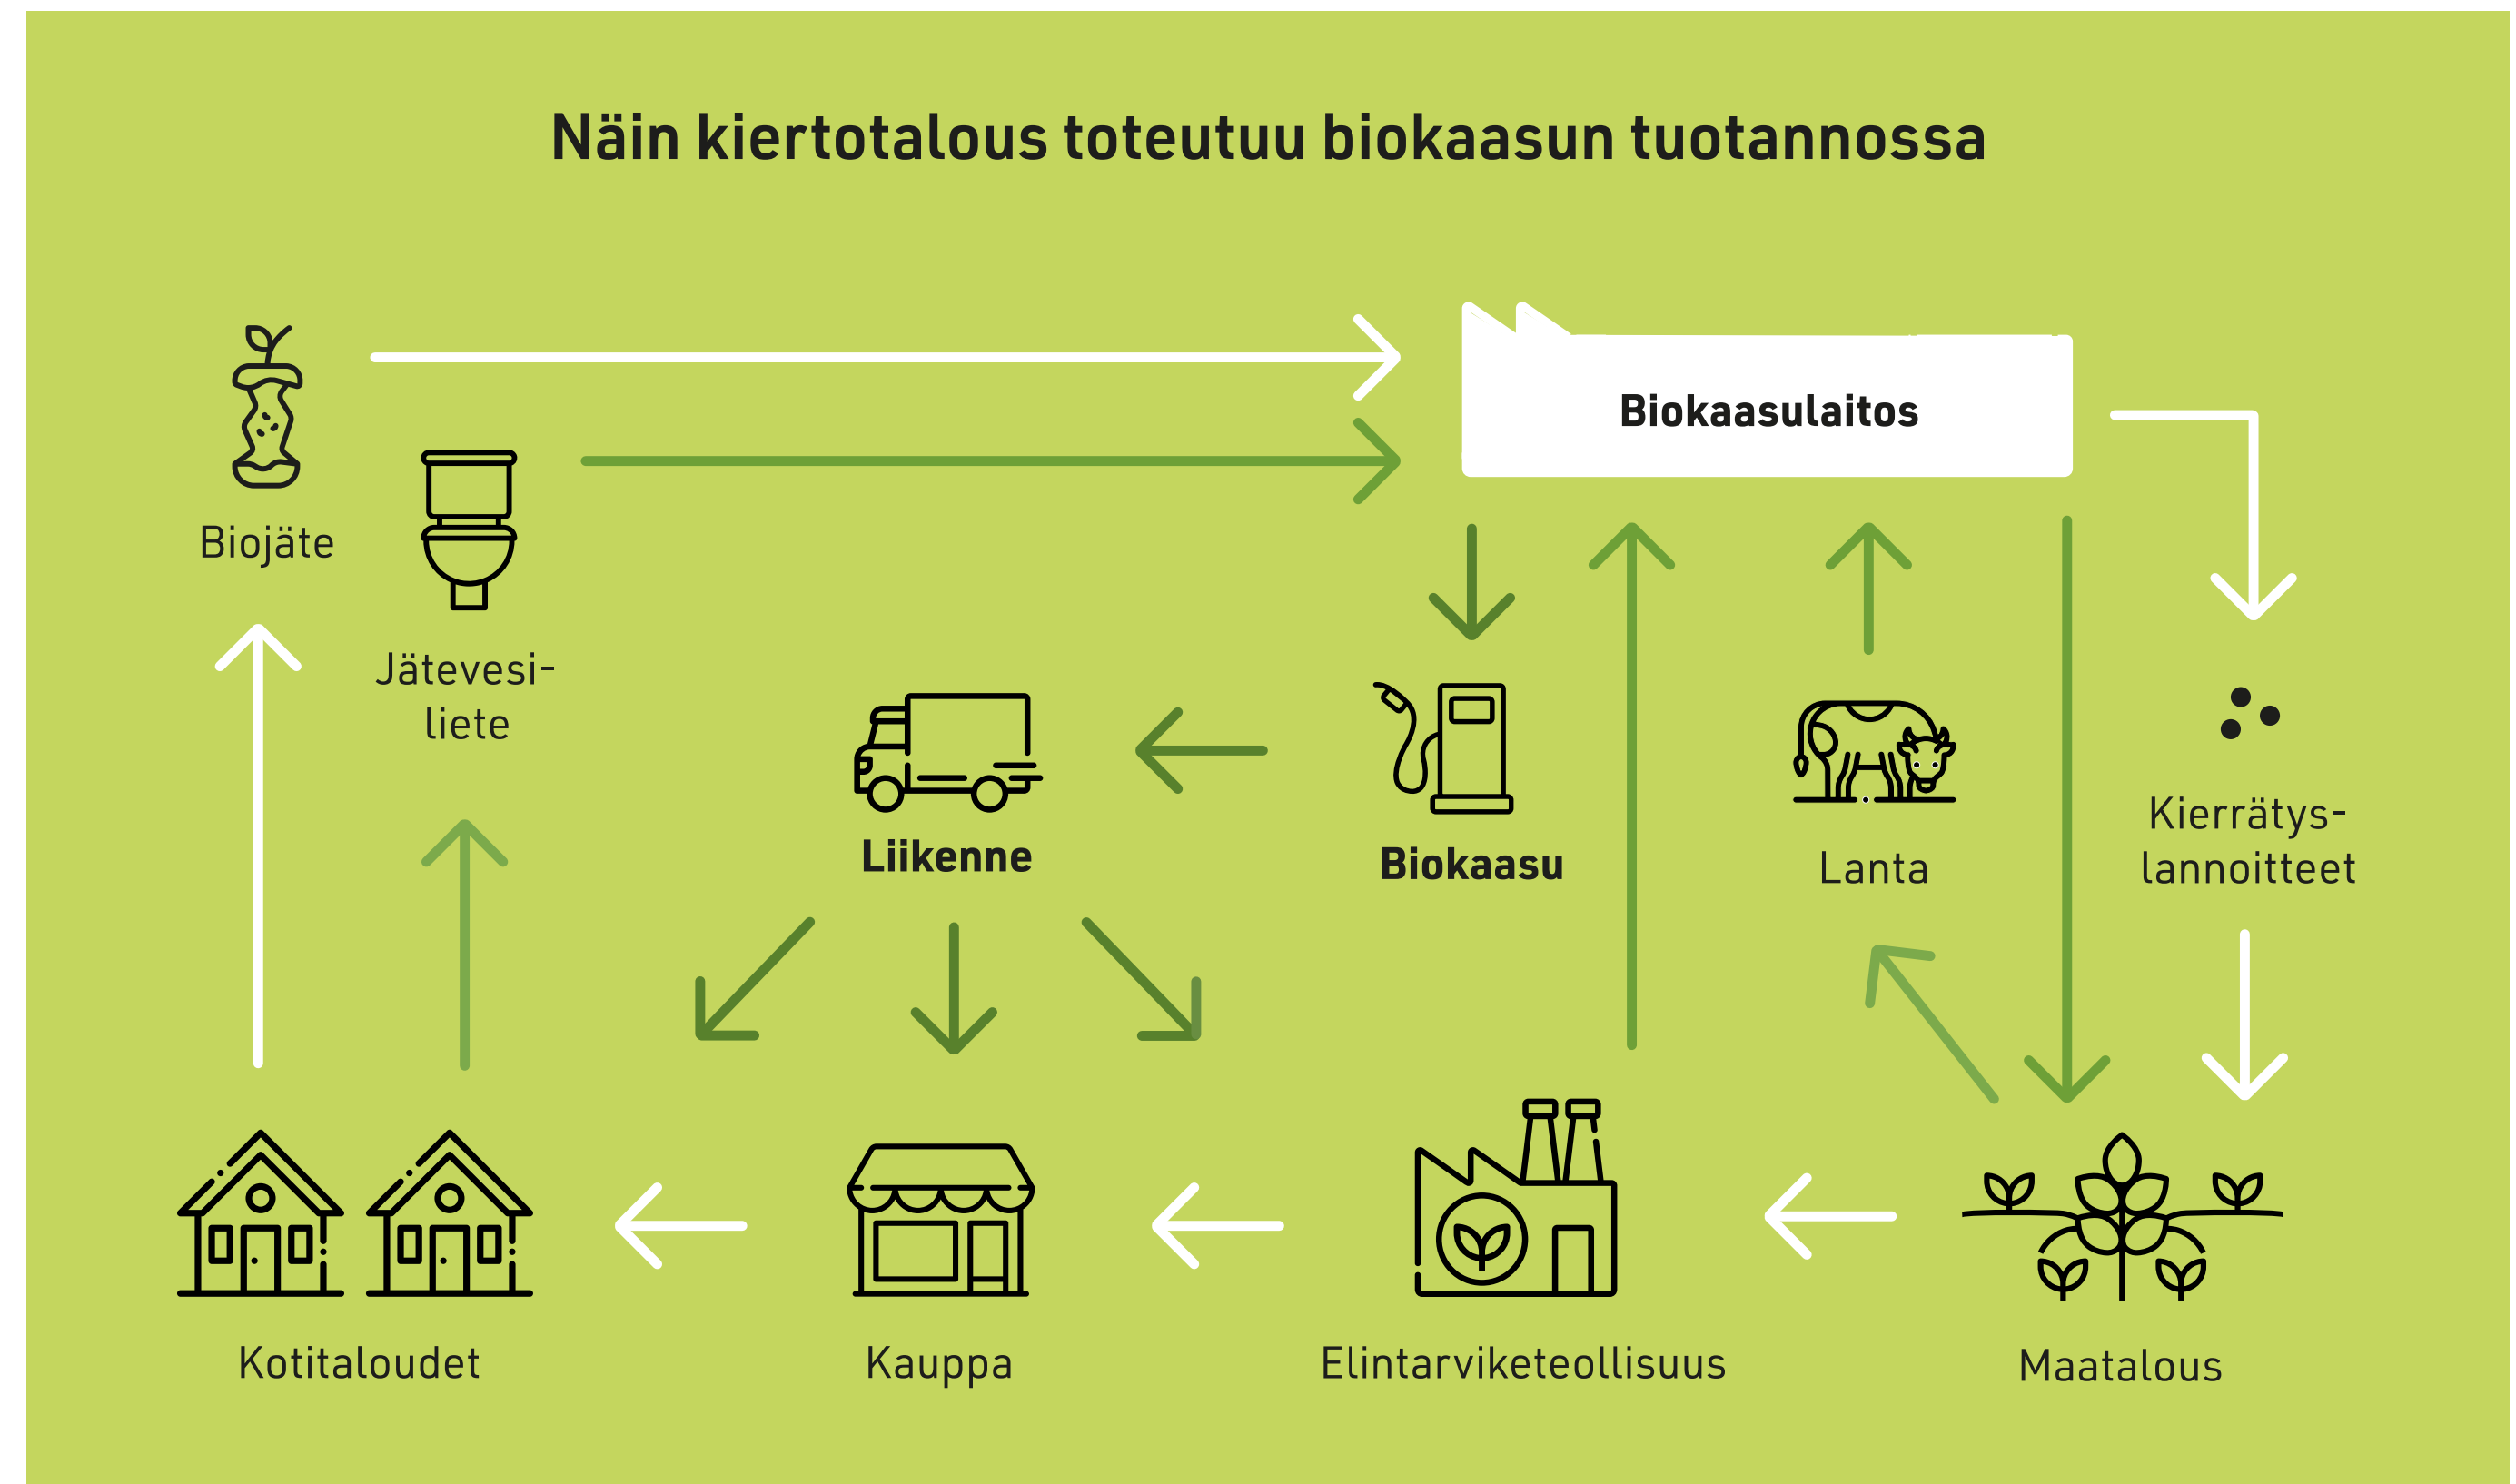 Näin kiertotalous toteutuu biokaasun tuotannossa
Biokaasulaitos
Biojäte
Jätevesi-
liete
Liikenne
Biokaasu
Lanta
Kierrätys-
lannoitteet
Kotitaloudet
Kauppa
Elintarviketeollisuus
Maatalous